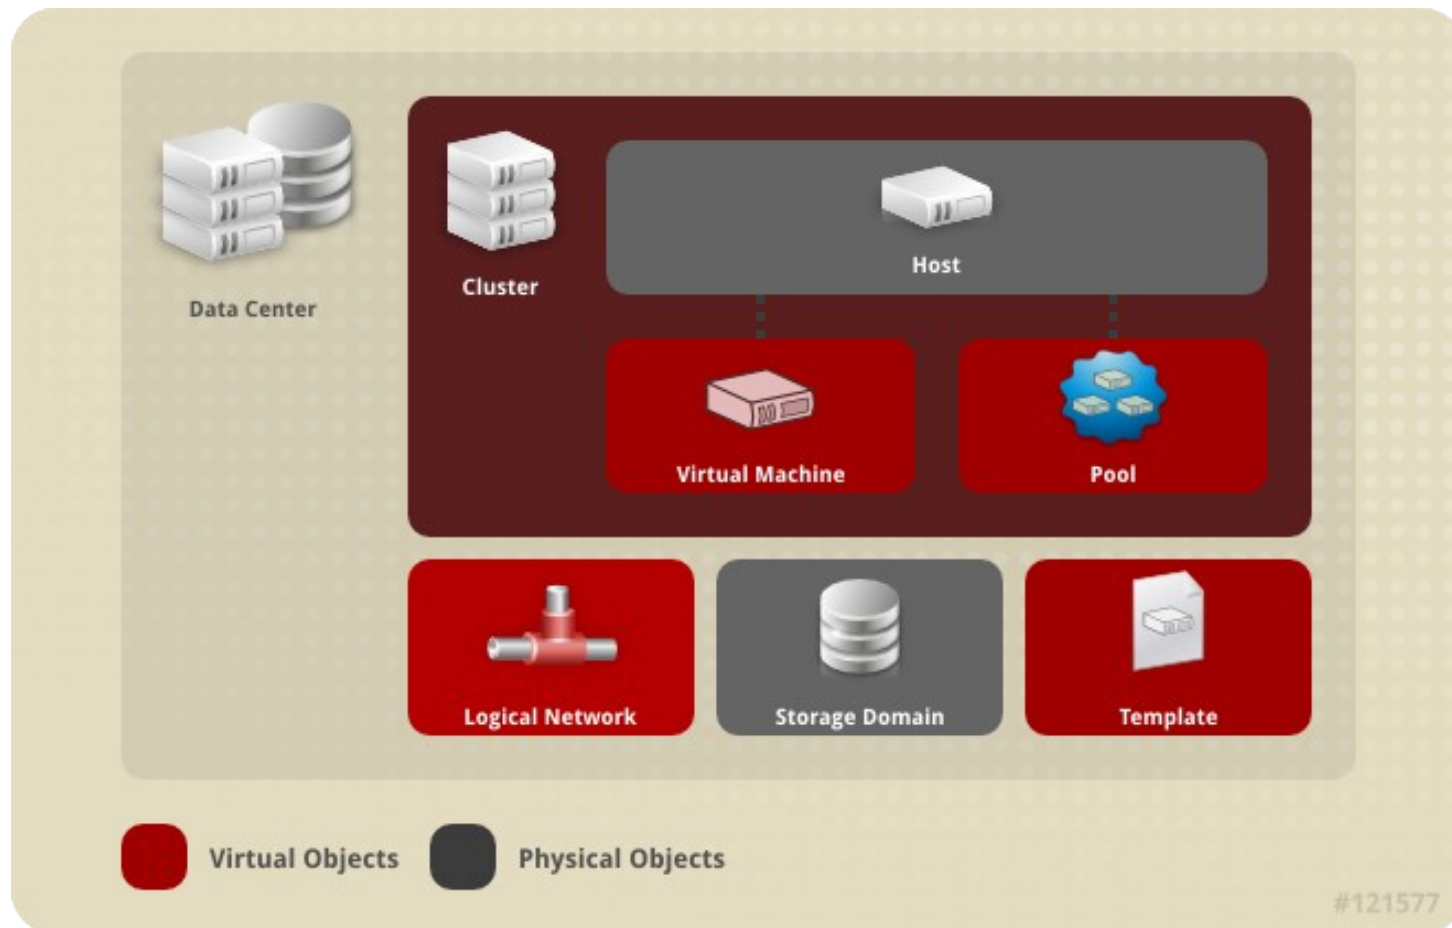 Data Center
Cluster
Host
Virtual Machine
Pool
Logical Network
Storage Domain
Template
Virtual Objects
Physical Objects
#121577